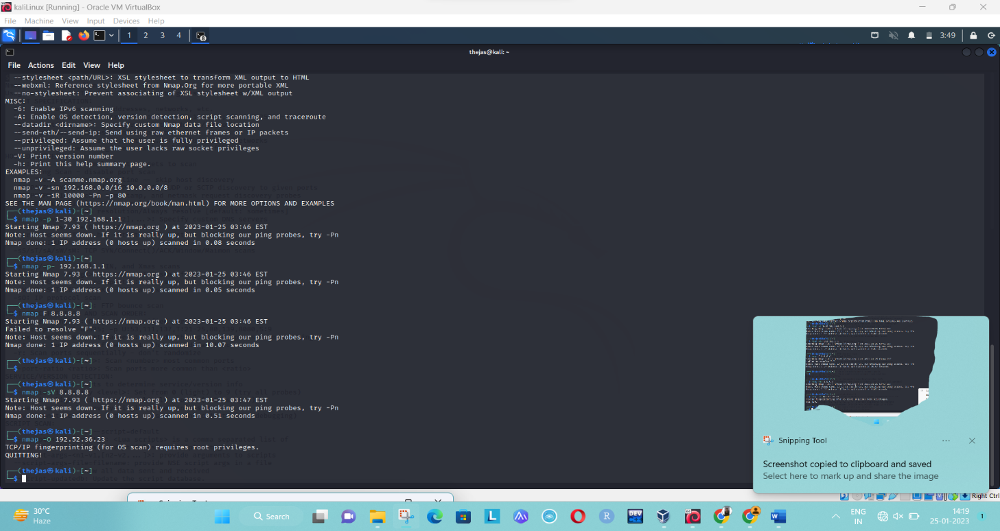 kaliLinux [Running] - Oracle VM VirtualBox
File Machine View Input Devices Help
1 2 3 4
8
3:49
thejas@kali: ~
File Actions Edit View Help
--stylesheet <path/URL>: XSL stylesheet to transform XML output to HTML
--webxml: Reference stylesheet from Nmap.Org for more portable XML
--no-stylesheet: Prevent associating of XSL stylesheet w/XML output
MISC:
-6: Enable IPv6 scanning
-A: Enable OS detection, version detection, script scanning, and traceroute
--datadir <dirname>: Specify custom Nmap data file location
--send-eth/--send-ip: Send using raw ethernet frames or IP packets
--privileged: Assume that the user is fully privileged
--unprivileged: Assume the user lacks raw socket privileges
-V: Print version number
-h: Print this help summary page.
EXAMPLES:
nmap -v -A scanme.nmap.org
nmap -v -sn 192.168.0.0/16 10.0.0.0/8
nmap -v -iR 10000 -Pn -p 80
SEE THE MAN PAGE (https://nmap.org/book/man.html) FOR MORE OPTIONS AND EXAMPLES
┌──(thejas㉿kali)-[~]
└─$ nmap -p 1-30 192.168.1.1
Starting Nmap 7.93 ( https://nmap.org ) at 2023-01-25 03:46 EST
Note: Host seems down. If it is really up, but blocking our ping probes, try -Pn
Nmap done: 1 IP address (0 hosts up) scanned in 0.08 seconds
┌──(thejas㉿kali)-[~]
└─$ nmap -p- 192.168.1.1
Starting Nmap 7.93 ( https://nmap.org ) at 2023-01-25 03:46 EST
Note: Host seems down. If it is really up, but blocking our ping probes, try -Pn
Nmap done: 1 IP address (0 hosts up) scanned in 0.05 seconds
┌──(thejas㉿kali)-[~]
└─$ nmap F 8.8.8.8
Starting Nmap 7.93 ( https://nmap.org ) at 2023-01-25 03:46 EST
Failed to resolve "F".
Note: Host seems down. If it is really up, but blocking our ping probes, try -Pn
Nmap done: 1 IP address (0 hosts up) scanned in 10.07 seconds
┌──(thejas㉿kali)-[~]
└─$
┌──(thejas㉿kali)-[~]
└─$ nmap -sV 8.8.8.8
Starting Nmap 7.93 ( https://nmap.org ) at 2023-01-25 03:47 EST
Note: Host seems down. If it is really up, but blocking our ping probes, try -Pn
Nmap done: 1 IP address (0 hosts up) scanned in 0.51 seconds
┌──(thejas㉿kali)-[~]
└─$ nmap -O 192.52.36.23
TCP/IP fingerprinting (for OS scan) requires root privileges.
QUITTING!
┌──(thejas㉿kali)-[~]
└─$
Snipping Tool
Screenshot copied to clipboard and saved
Select here to mark up and share the image
Right Ctrl
30°C
Haze
Search
L
R
DEV
ENG
IN
14:19
25-01-2023
1